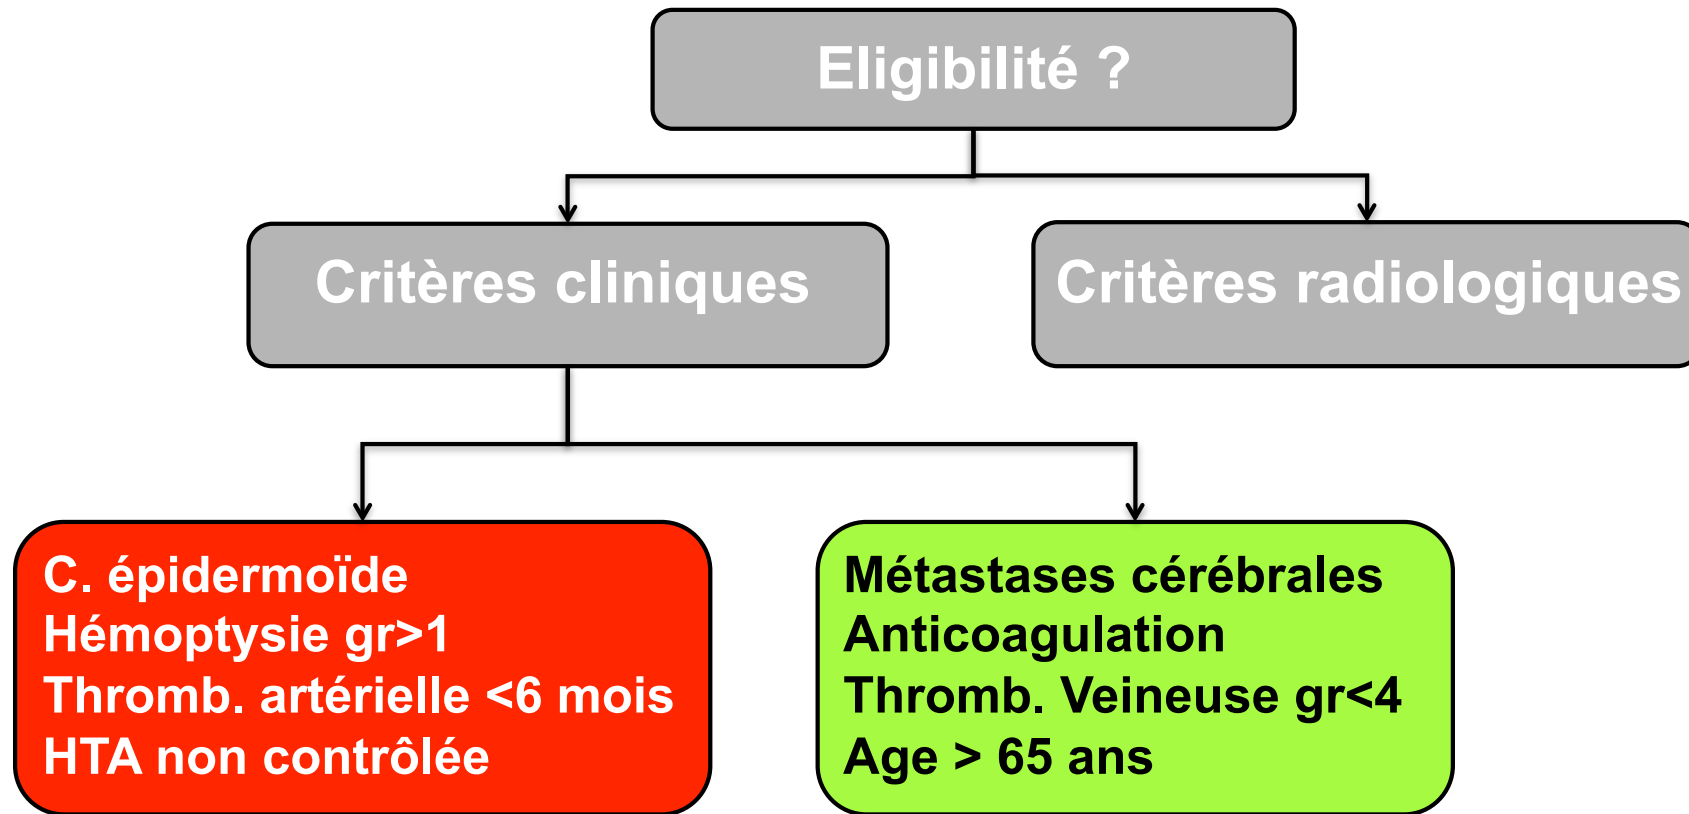 Eligibilité ?
Critères cliniques
Critères radiologiques
C. épidermoïde
Hémoptysie gr>1
Thromb. artérielle <6 mois
HTA non contrôlée
Métastases cérébrales
Anticoagulation
Thromb. Veineuse gr<4
Age > 65 ans